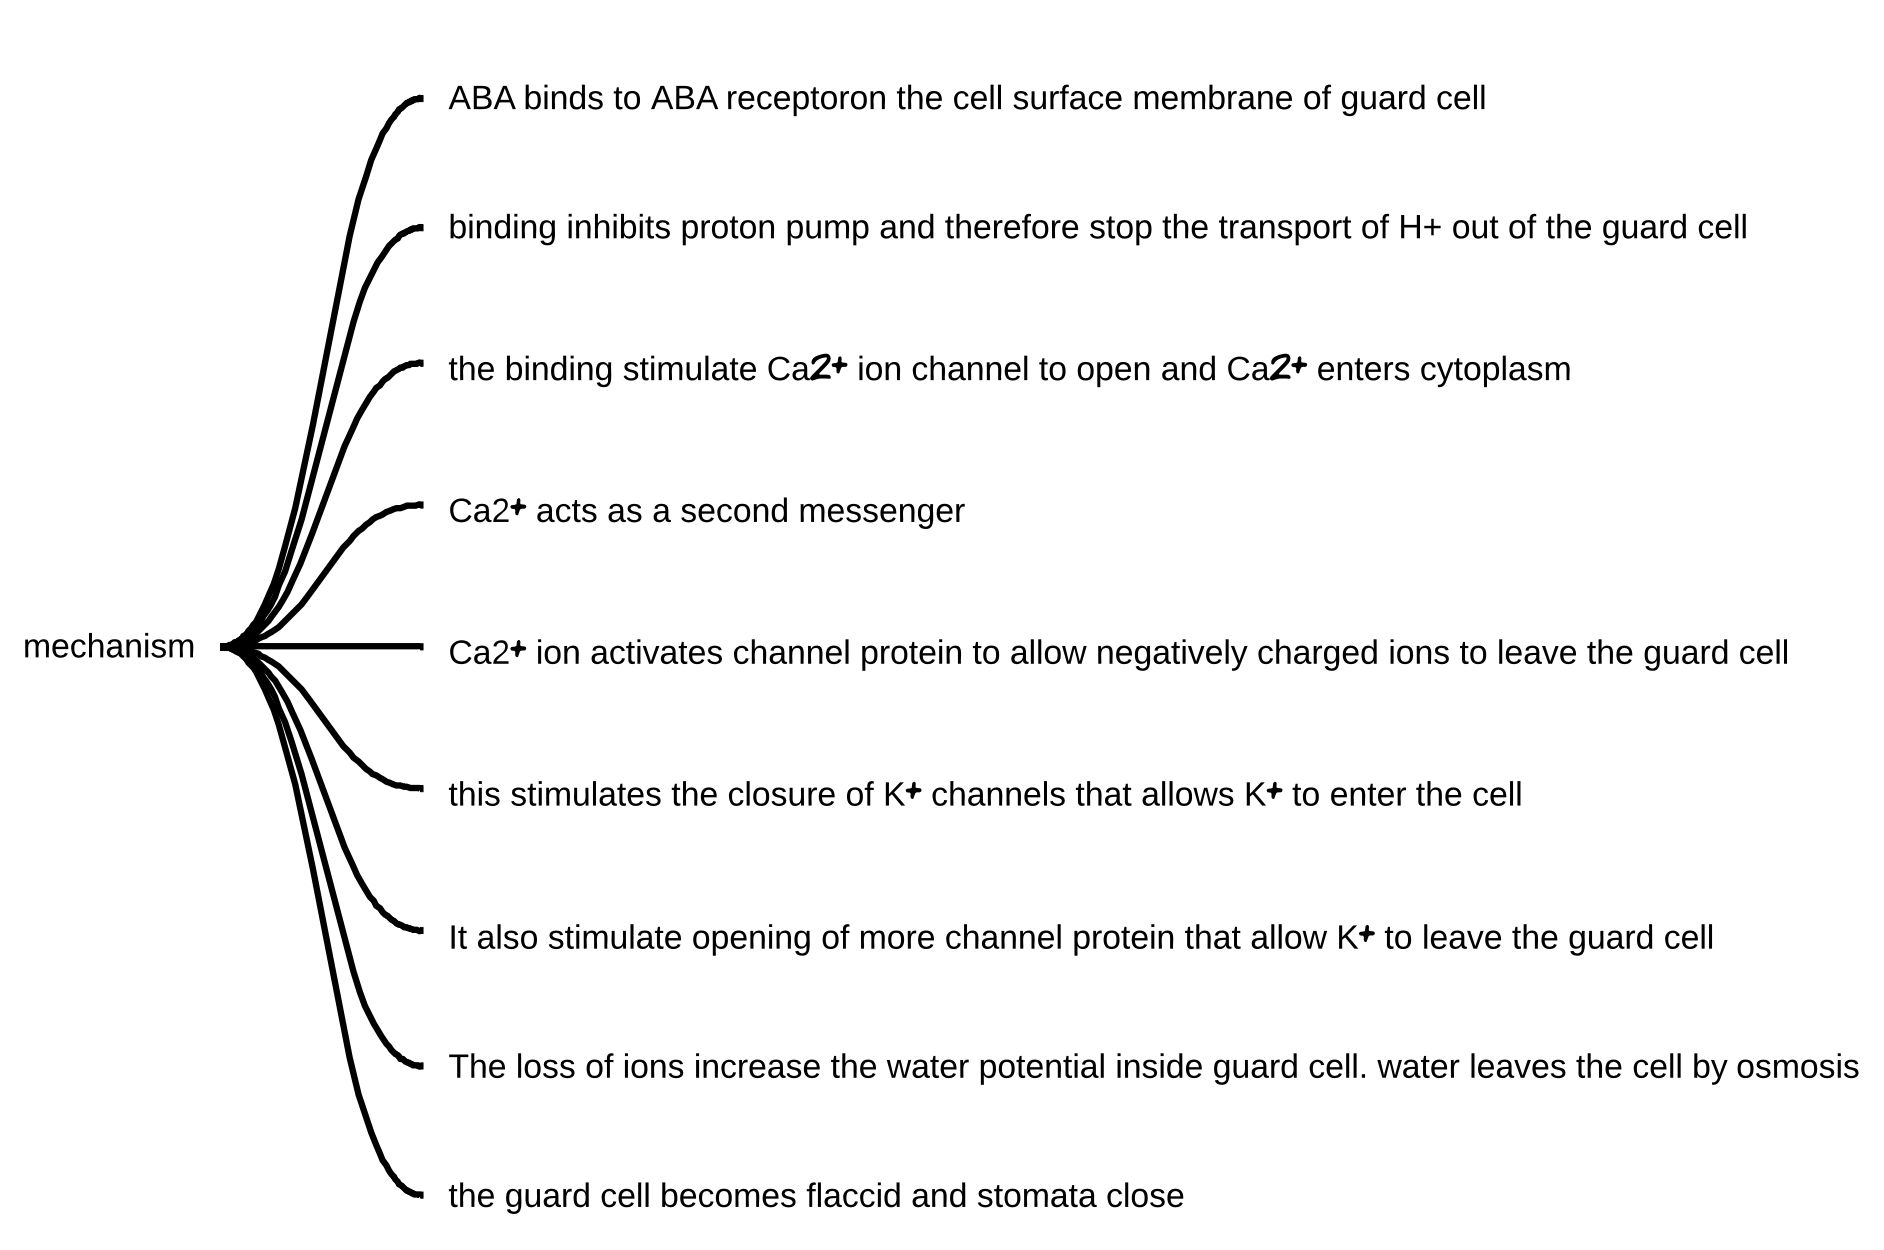 ABA binds to ABA receptoron the cell surface membrane of guard cell
binding inhibits proton pump and therefore stop the transport of H+ out of the guard cell
the binding stimulate Ca2+ ion channel to open and Ca2+ enters cytoplasm
Ca2+ acts as a second messenger
mechanism
Ca2+ ion activates channel protein to allow negatively charged ions to leave the guard cell
this stimulates the closure of K+ channels that allows K+ to enter the cell
It also stimulate opening of more channel protein that allow K+ to leave the guard cell
The loss of ions increase the water potential inside guard cell. water leaves the cell by osmosis
the guard cell becomes flaccid and stomata close